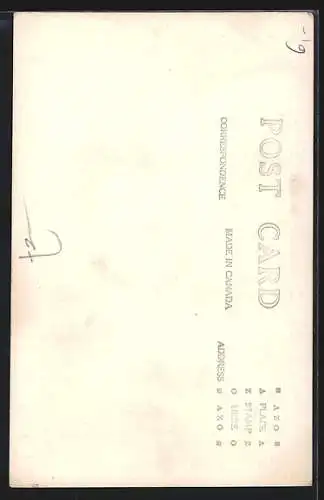 POST CARD
CORRESPONDENCE MADE IN CANADA ADDRESS
AZO
PLACE
STAMP
HERE
AZO